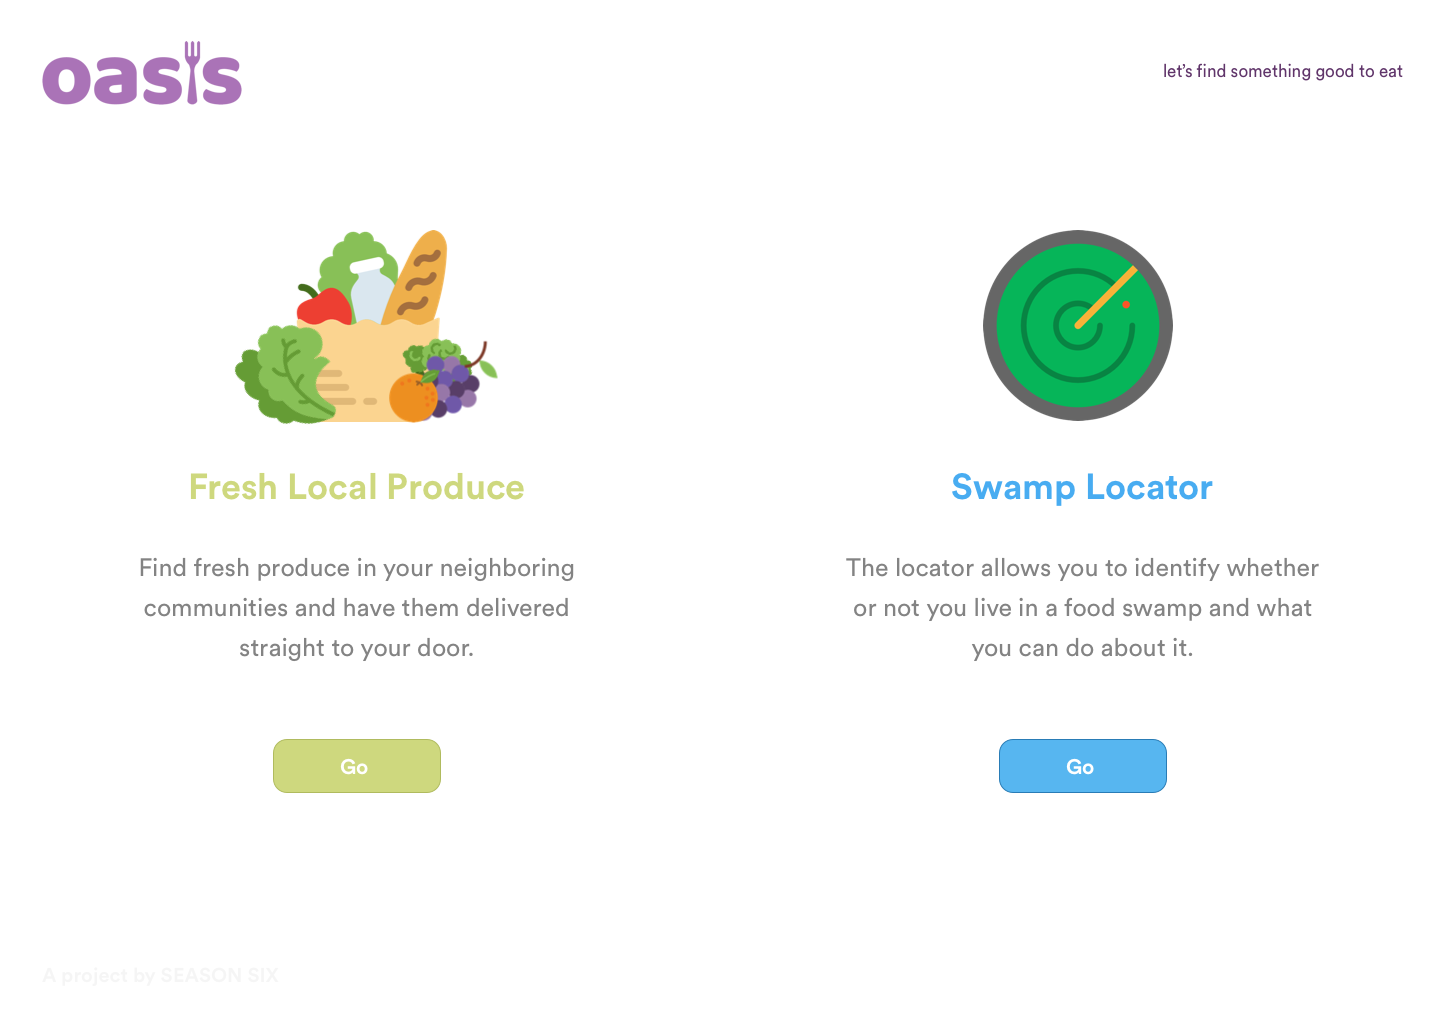 oasis
let’s find something good to eat
Fresh Local Produce
Find fresh produce in your neighboring
communities and have them delivered
straight to your door.
Go
Swamp Locator
The locator allows you to identify whether
or not you live in a food swamp and what
you can do about it.
Go
A project by SEASON SIX